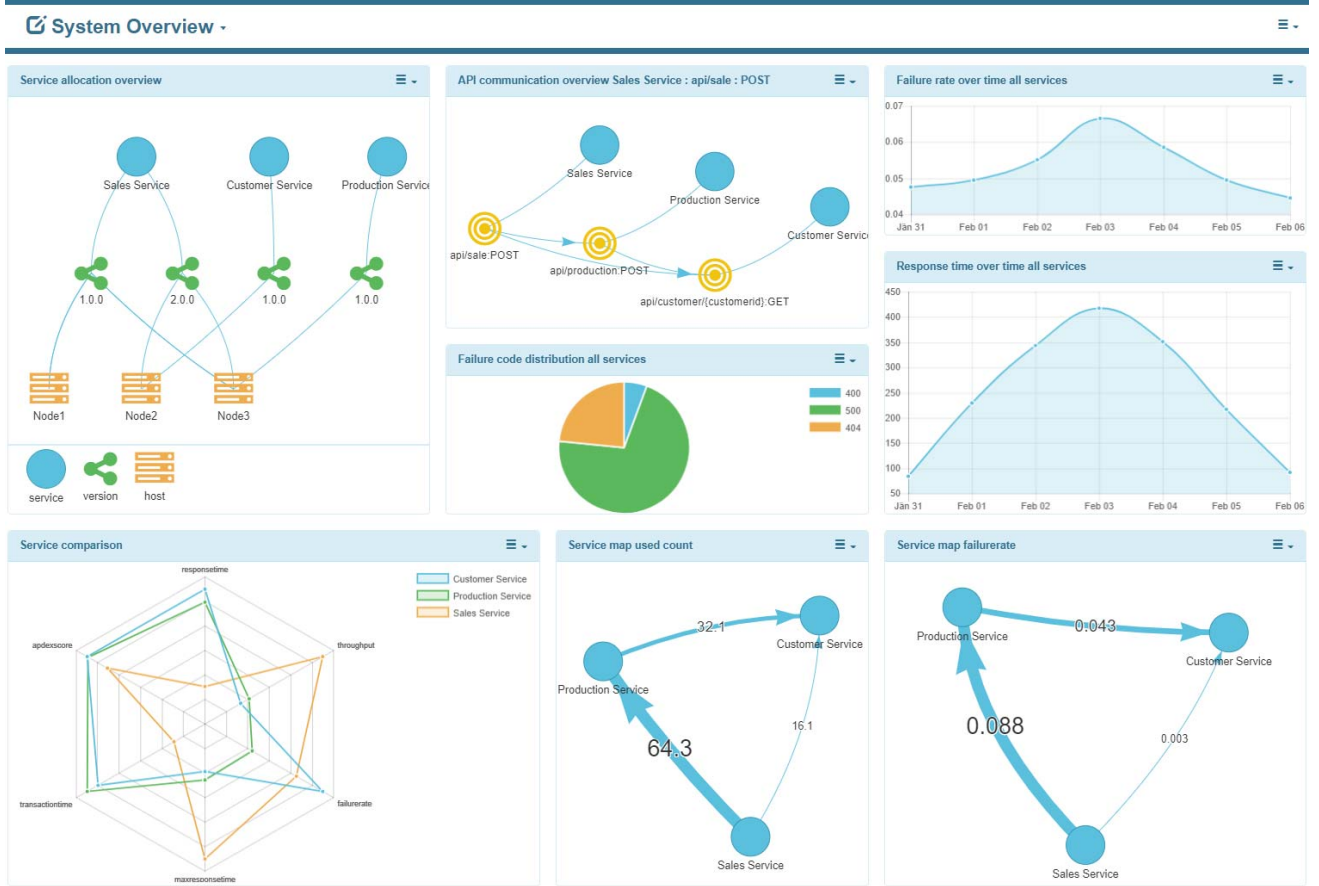 System Overview
Service allocation overview
Sales Service
Customer Service
Production Service
1.0.0
2.0.0
1.0.0
1.0.0
Node1
Node2
Node3
service
version
host
API communication overview Sales Service : api/sale : POST
Sales Service
Production Service
Customer Service
api/sale:POST
api/production:POST
api/customer/{customerid}:GET
Failure code distribution all services
400
500
404
Failure rate over time all services
0.07
0.06
0.05
0.04
Jän 31
Feb 01
Feb 02
Feb 03
Feb 04
Feb 05
Feb 06
Response time over time all services
450
400
350
300
250
200
150
100
50
Jän 31
Feb 01
Feb 02
Feb 03
Feb 04
Feb 05
Feb 06
Service comparison
Customer Service
Production Service
Sales Service
responsetime
throughput
failurerate
maxresponsetime
transactiontime
apdexscore
Service map used count
32.1
Customer Service
Production Service
16.1
64.3
Sales Service
Service map failurerate
Production Service
0.043
Customer Service
0.088
0.003
Sales Service